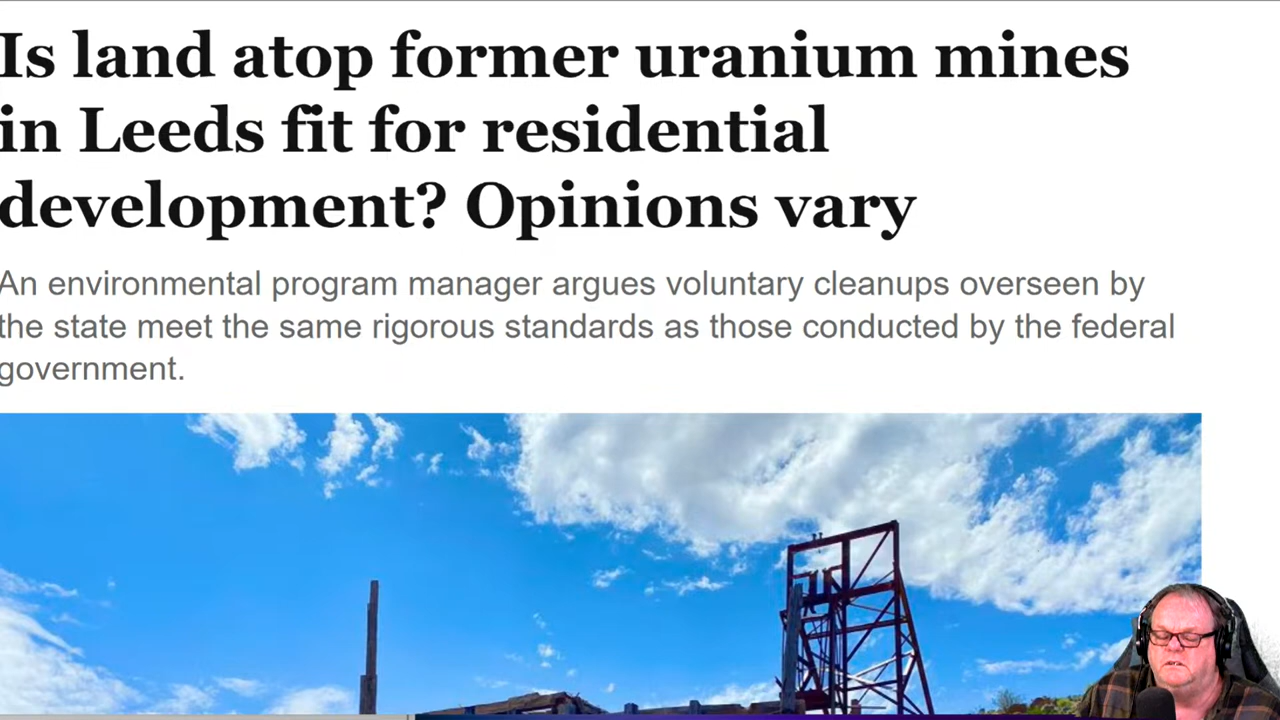 Is land atop former uranium mines
in Leeds fit for residential
development? Opinions vary
An environmental program manager argues voluntary cleanups overseen by
the state meet the same rigorous standards as those conducted by the federal
government.